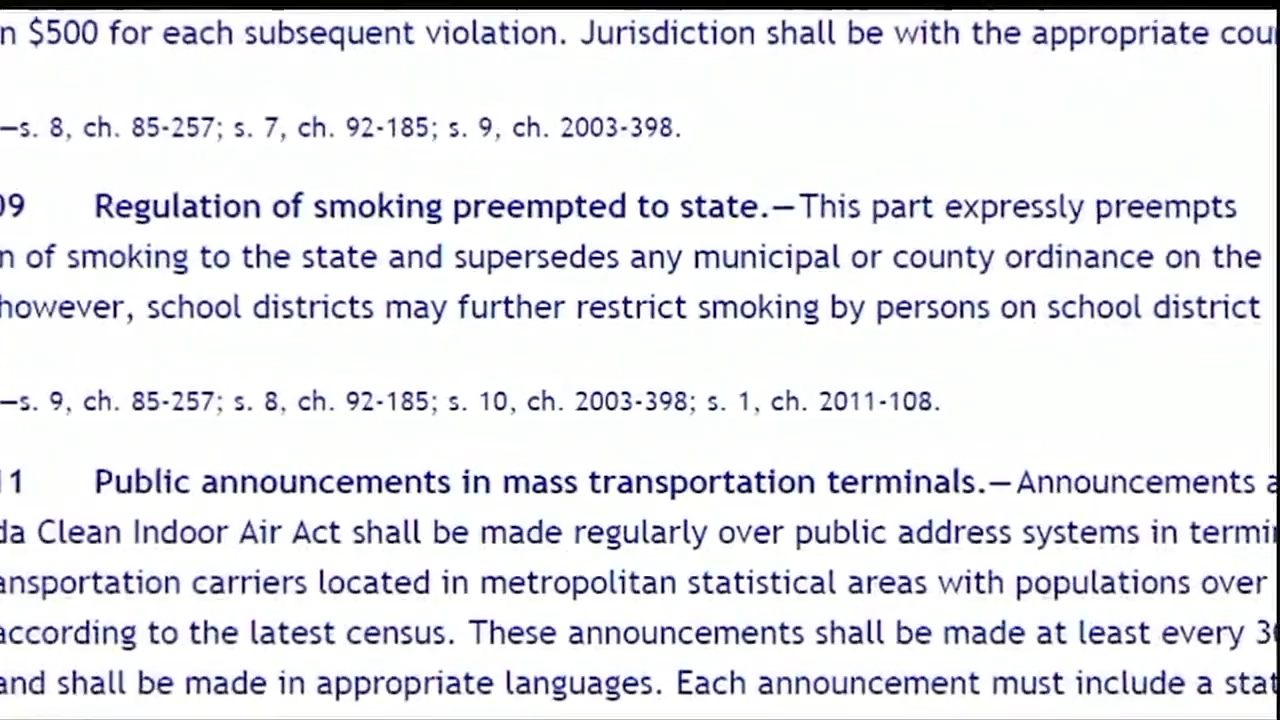 n $500 for each subsequent violation. Jurisdiction shall be with the appropriate
—s. 8, ch. 85-257; s. 7, ch. 92-185; s. 9, ch. 2003-398.
09 Regulation of smoking preempted to state.—This part expressly preempts
n of smoking to the state and supersedes any municipal or county ordinance on the
however, school districts may further restrict smoking by persons on school district
—s. 9, ch. 85-257; s. 8, ch. 92-185; s. 10, ch. 2003-398; s. 1, ch. 2011-108.
11 Public announcements in mass transportation terminals.—Announcements
da Clean Indoor Air Act shall be made regularly over public address systems in
ansportation carriers located in metropolitan statistical areas with populations over
according to the latest census. These announcements shall be made at least every
and shall be made in appropriate languages. Each announcement must include a